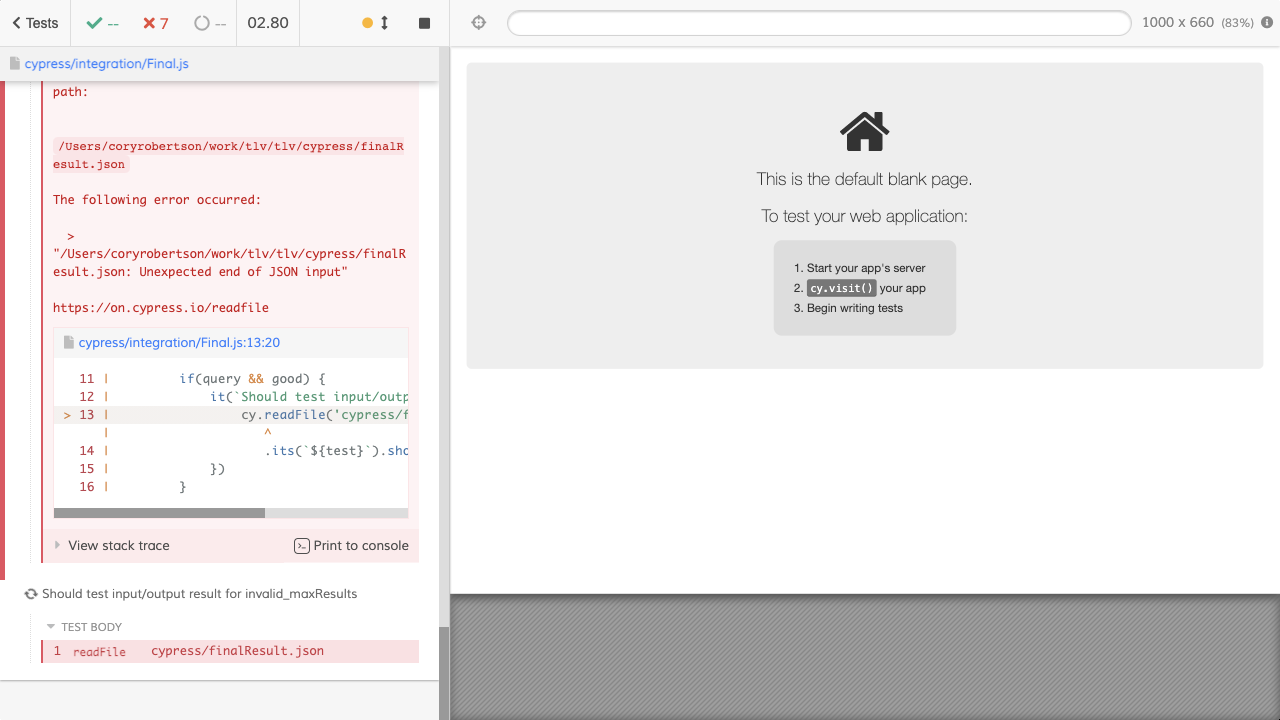 Tests -- 7 -- 02.80 1000 x 660 (83%)
cypress/integration/Final.js
path:
/Users/coryrobertson/work/tlv/tlv/cypress/finalR
esult.json
The following error occurred:
>
"/Users/coryrobertson/work/tlv/tlv/cypress/finalR
esult.json: Unexpected end of JSON input"
https://on.cypress.io/readfile
cypress/integration/Final.js:13:20
11 | if(query && good) {
12 | it(`Should test input/outp
> 13 | cy.readFile('cypress/f
| ^
14 | .its(`${test}`).sho
15 | })
16 | }
View stack trace Print to console
Should test input/output result for invalid_maxResults
TEST BODY
1 readFile cypress/finalResult.json
This is the default blank page.
To test your web application:
1. Start your app's server
2. cy.visit() your app
3. Begin writing tests